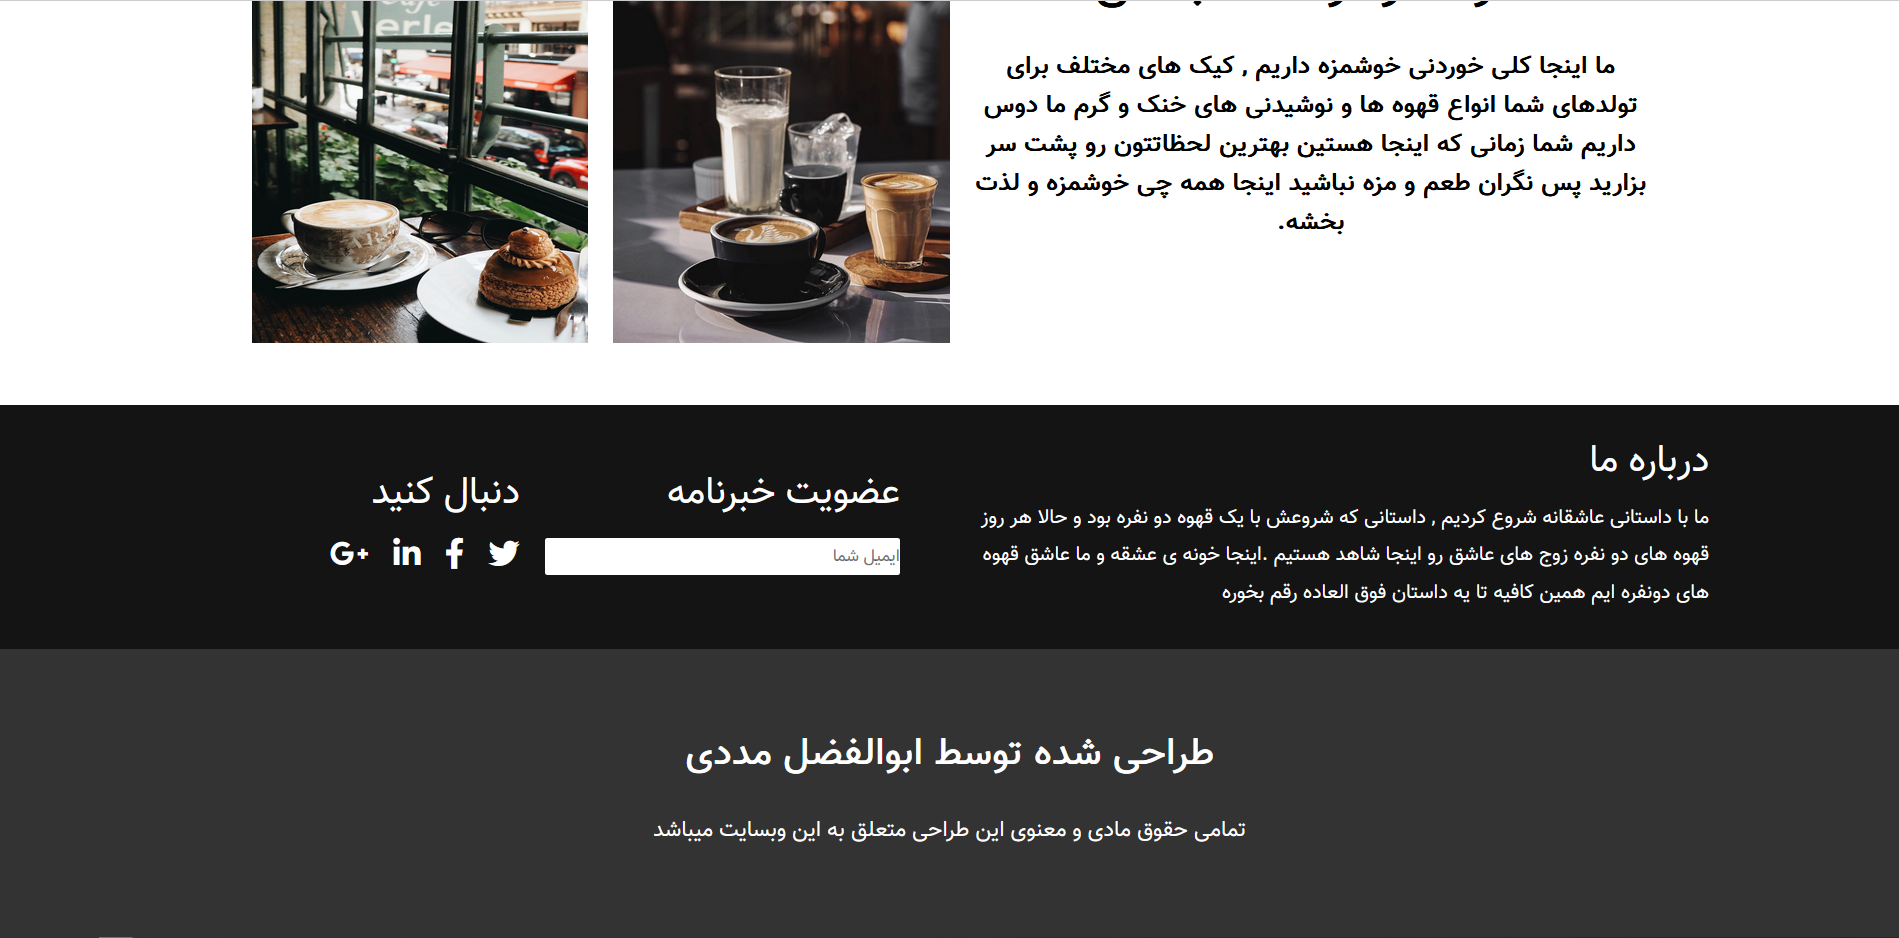 ما اینجا کلی خوردنی خوشمزه داریم , کیک های مختلف برای
تولدهای شما انواع قهوه ها و نوشیدنی های خنک و گرم ما دوس
داریم شما زمانی که اینجا هستین بهترین لحظاتتون رو پشت سر
بزارید پس نگران طعم و مزه نباشید اینجا همه چی خوشمزه و لذت
بخشه.
Café
Verlet
درباره ما
ما با داستانی عاشقانه شروع کردیم , داستانی که شروعش با یک قهوه دو نفره بود و حالا هر روز
قهوه های دو نفره زوج های عاشق رو اینجا شاهد هستیم .اینجا خونه ی عشقه و ما عاشق قهوه
های دونفره ایم همین کافیه تا یه داستان فوق العاده رقم بخوره
عضویت خبرنامه
ایمیل شما
دنبال کنید
طراحی شده توسط ابوالفضل مددی
تمامی حقوق مادی و معنوی این طراحی متعلق به این وبسایت میباشد